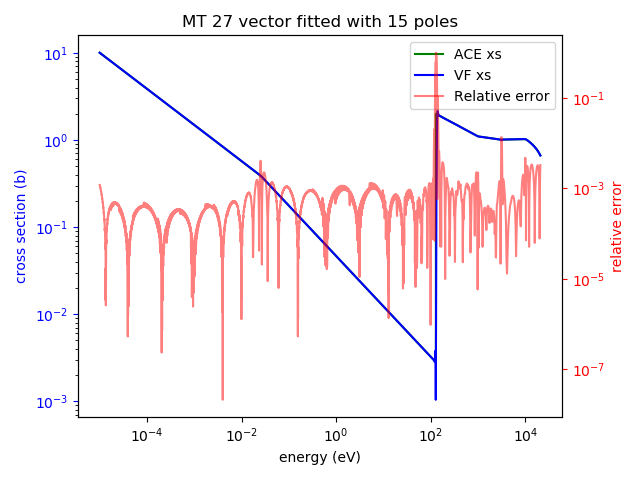 MT 27 vector fitted with 15 poles
ACE xs
VF xs
Relative error
cross section (b)
10^1
10^0
10^-1
10^-2
10^-3
10^-1
10^-3
10^-5
10^-7
relative error
10^-4
10^-2
10^0
10^2
10^4
energy (eV)